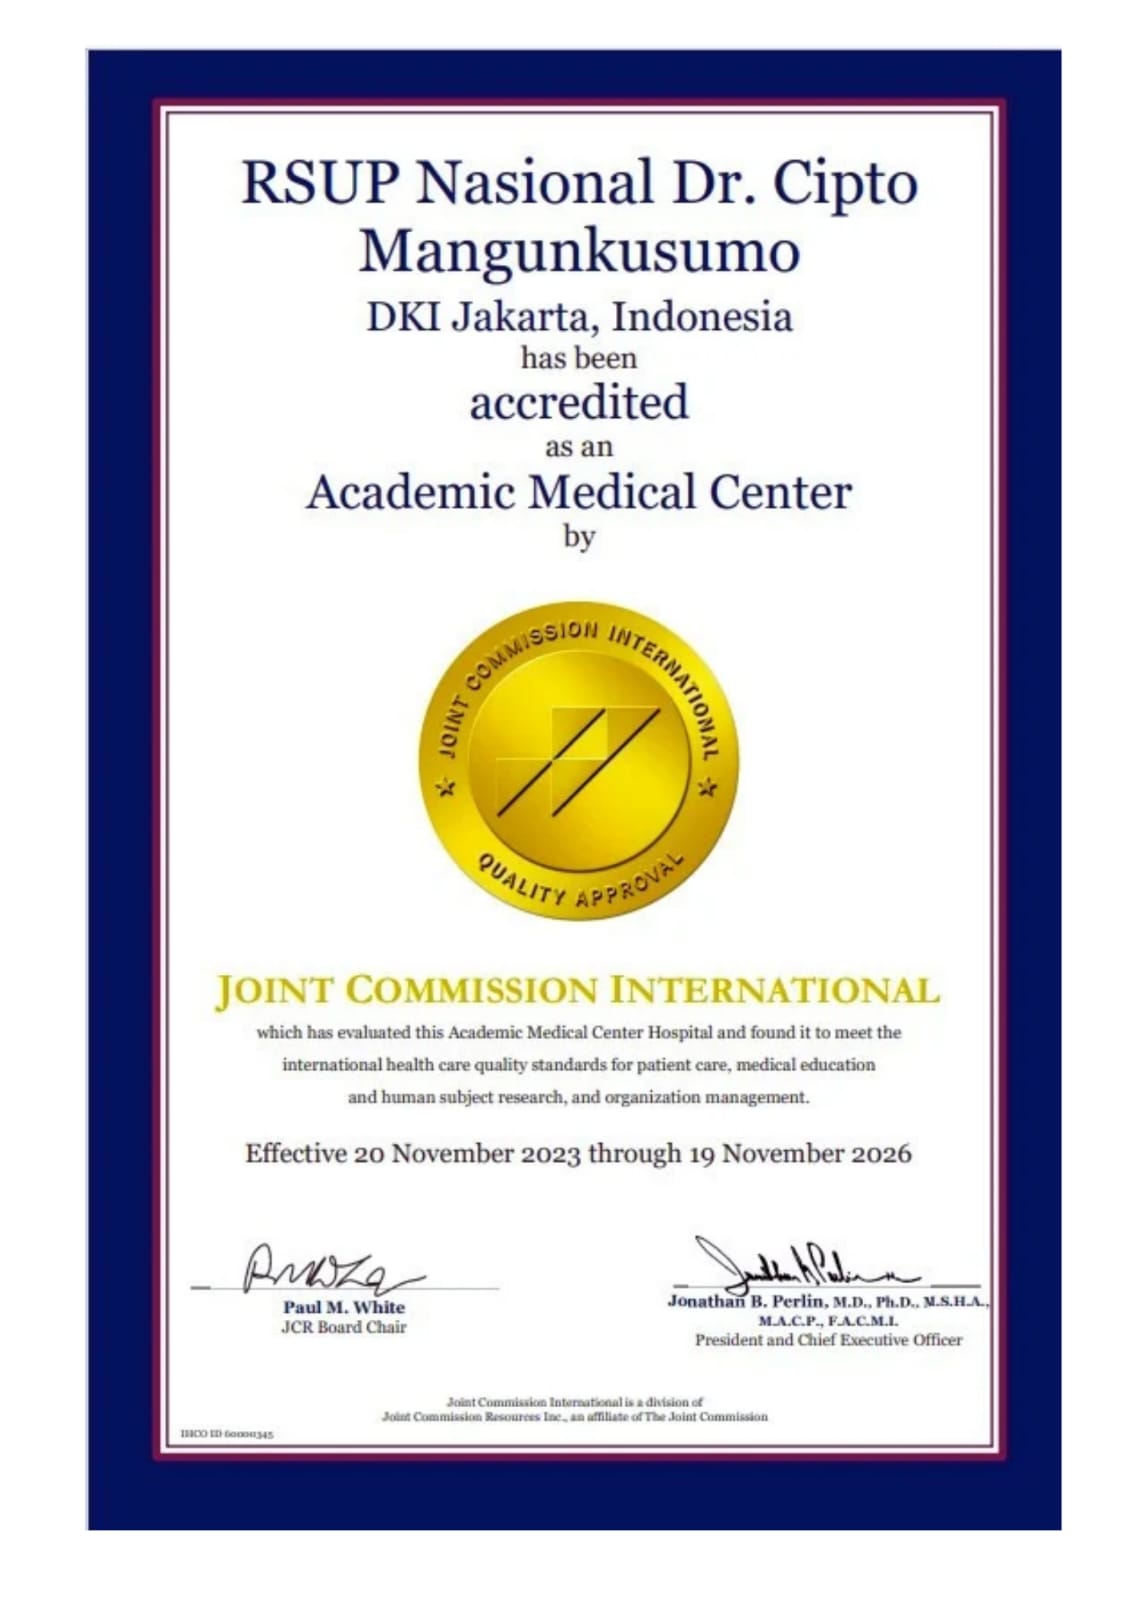 RSUP Nasional Dr. Cipto
Mangunkusumo
DKI Jakarta, Indonesia
has been
accredited
as an
Academic Medical Center
by
JOINT COMMISSION INTERNATIONAL
QUALITY APPROVAL
JOINT COMMISSION INTERNATIONAL
which has evaluated this Academic Medical Center Hospital and found it to meet the
international health care quality standards for patient care, medical education
and human subject research, and organization management.
Effective 20 November 2023 through 19 November 2026
Paul M. White
JCR Board Chair
Jonathan B. Perlin, M.D., Ph.D., M.S.H.A.,
M.A.C.P., F.A.C.M.I.
President and Chief Executive Officer
Joint Commission International is a division of
Joint Commission Resources Inc., an affiliate of The Joint Commission
IHCO ID 60000345